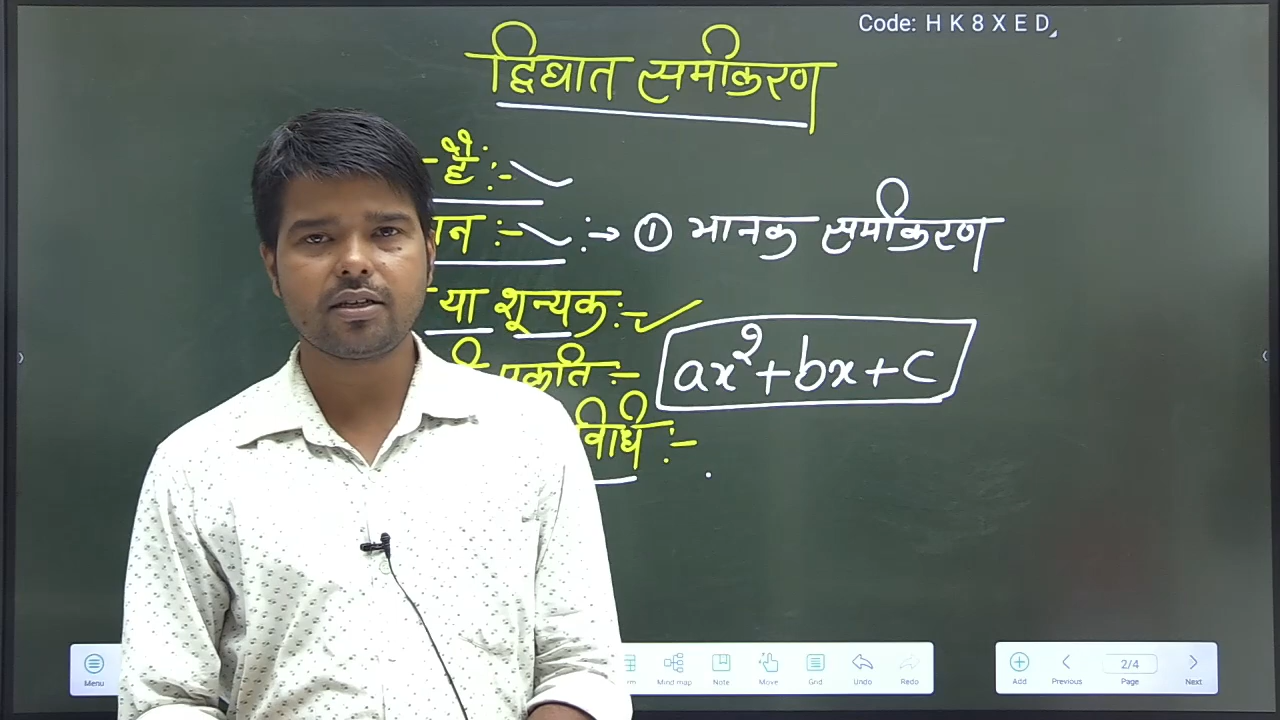 Code: H K 8 X E D
द्विघात समीकरण
है :-
:-
:→ ① मानक समीकरण
या शून्यक :-
प्रकृति :-
ax²+bx+c
विधि :-
Menu
Mind map
Note
Move
Grid
Undo
Redo
Add
Previous
2/4
Page
Next